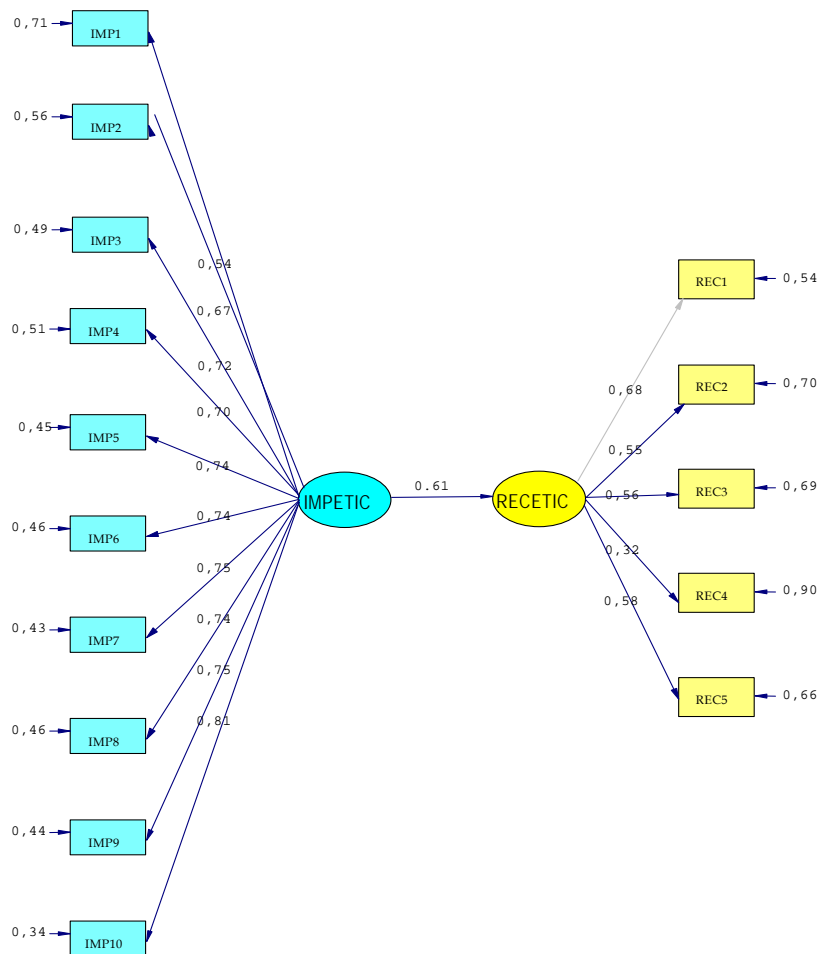 0,71 IMP1
0,56 IMP2
0,49 IMP3
0,54
REC1 0,54
0,67
0,51 IMP4
0,72
REC2 0,70
0,68
0,70
0,45 IMP5
0,74
0,55
REC3 0,69
0.61
0,56
IMPETIC
RECETIC
0,74
0,46 IMP6
0,32
0,75
REC4 0,90
0,58
0,74
0,43 IMP7
0,75
REC5 0,66
0,81
0,46 IMP8
0,44 IMP9
0,34 IMP10